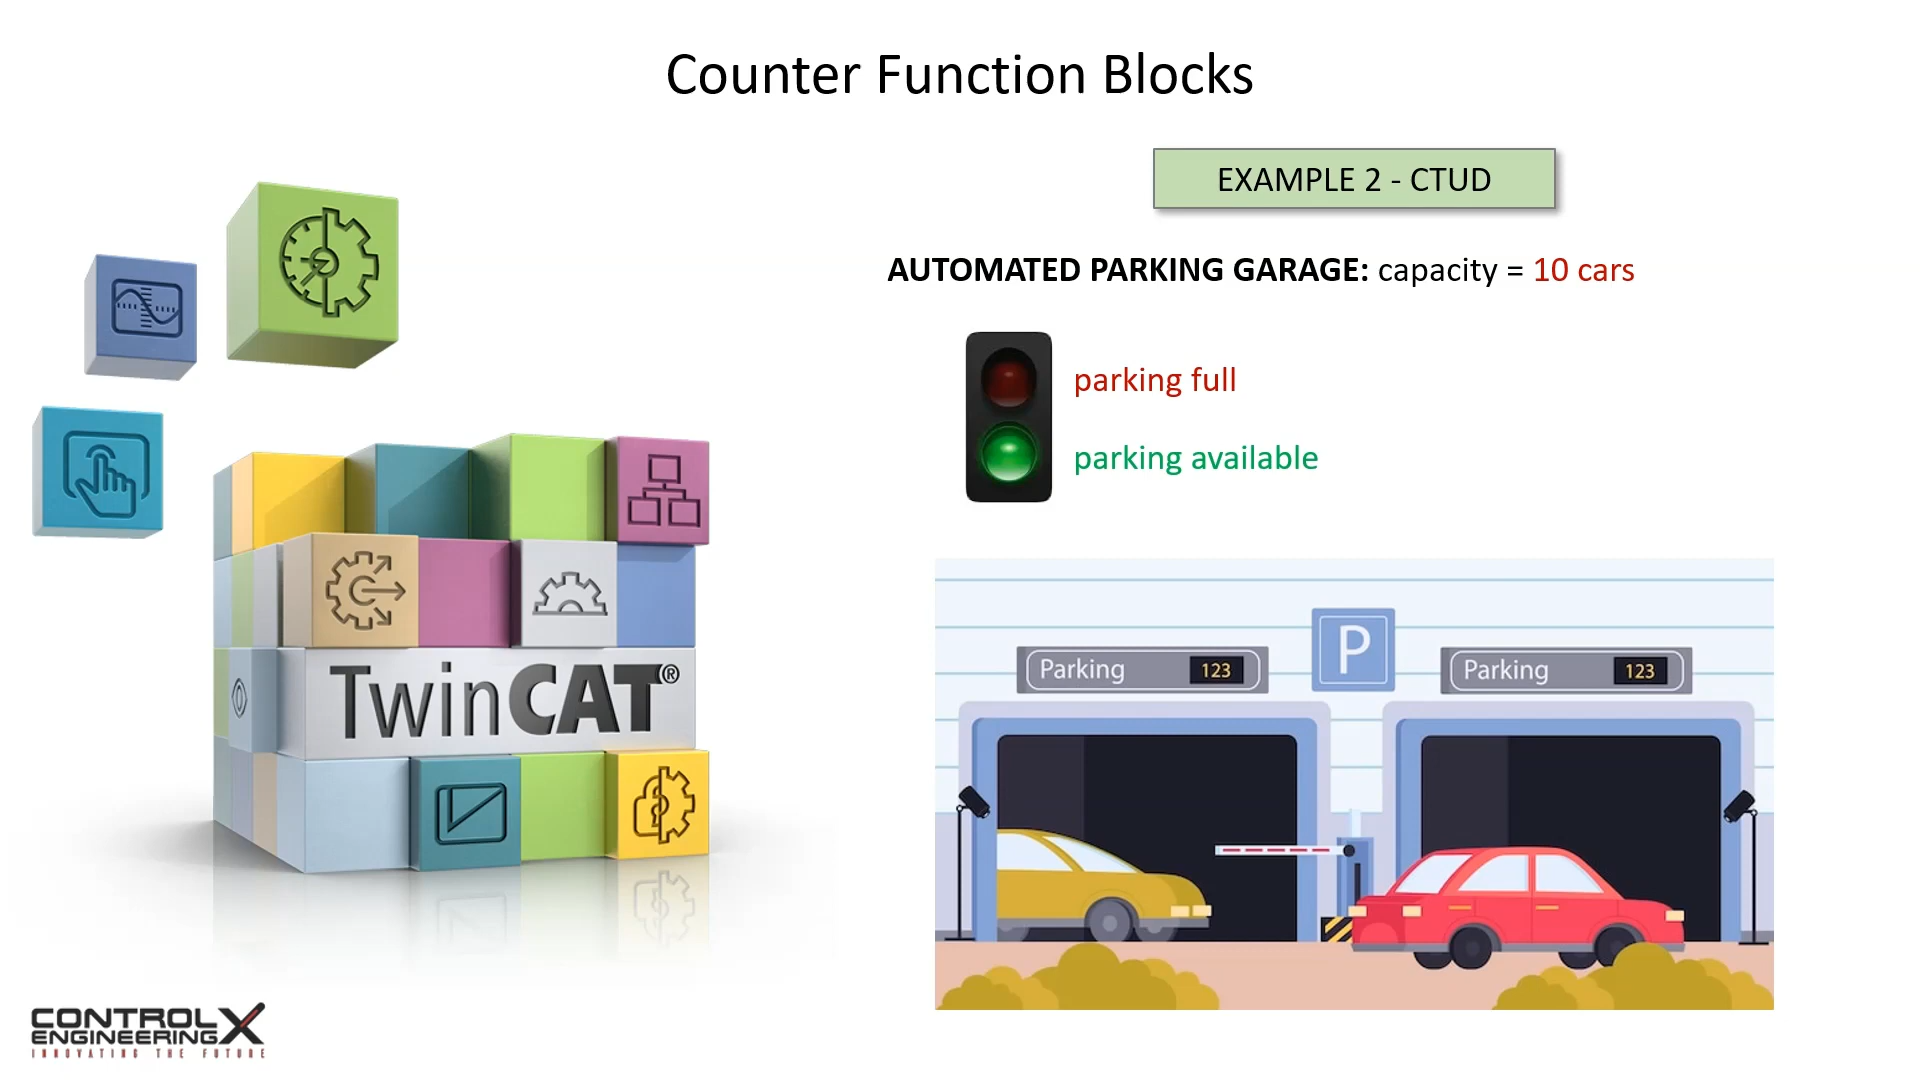 Counter Function Blocks
EXAMPLE 2 - CTUD
AUTOMATED PARKING GARAGE: capacity = 10 cars
parking full
parking available
TwinCAT®
P
Parking 123
Parking 123
CONTROLX
ENGINEERING
INNOVATING THE FUTURE